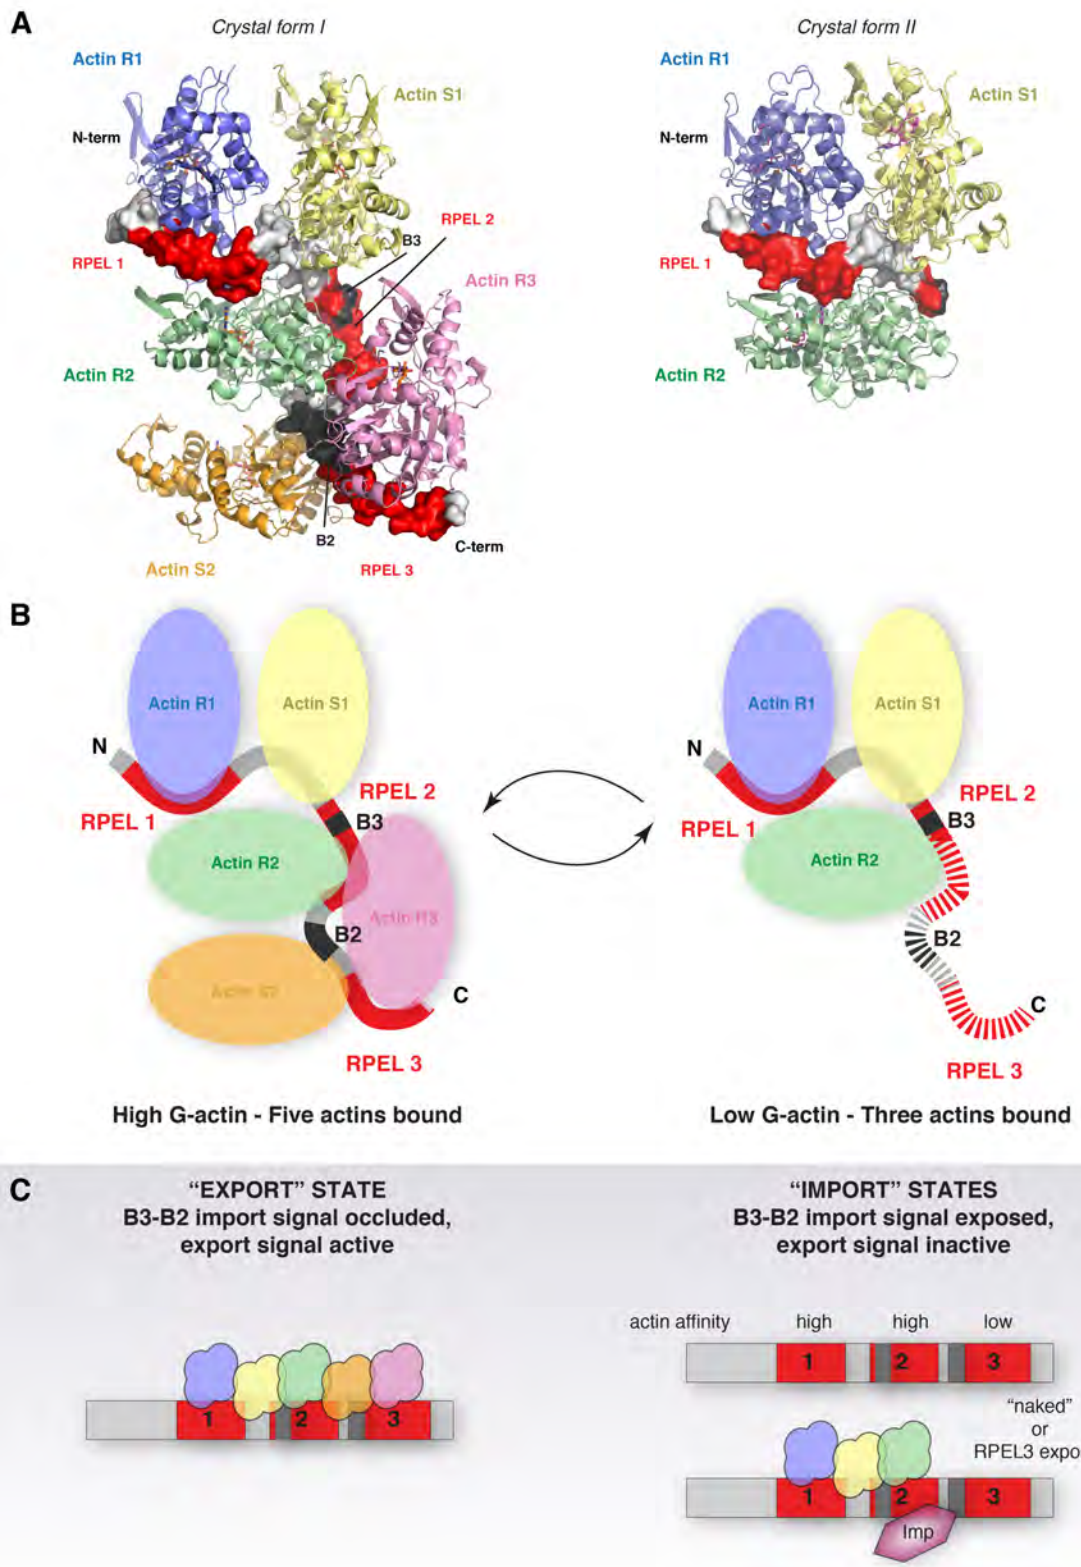 A
Crystal form I
Crystal form II
Actin R1
Actin S1
N-term
RPEL 1
B3
RPEL 2
Actin R3
Actin R2
Actin S2
B2
RPEL 3
C-term
Actin R1
Actin S1
N-term
RPEL 1
Actin R2
B
Actin R1
Actin S1
N
RPEL 1
RPEL 2
B3
Actin R2
Actin R3
B2
Actin S2
C
RPEL 3
High G-actin - Five actins bound
Actin R1
Actin S1
N
RPEL 1
RPEL 2
B3
Actin R2
B2
C
RPEL 3
Low G-actin - Three actins bound
C
“EXPORT” STATE
B3-B2 import signal occluded,
export signal active
1 2 3
“IMPORT” STATES
B3-B2 import signal exposed,
export signal inactive
actin affinity high high low
1 2 3
“naked”
or
RPEL3 expo
1 2 3
Imp